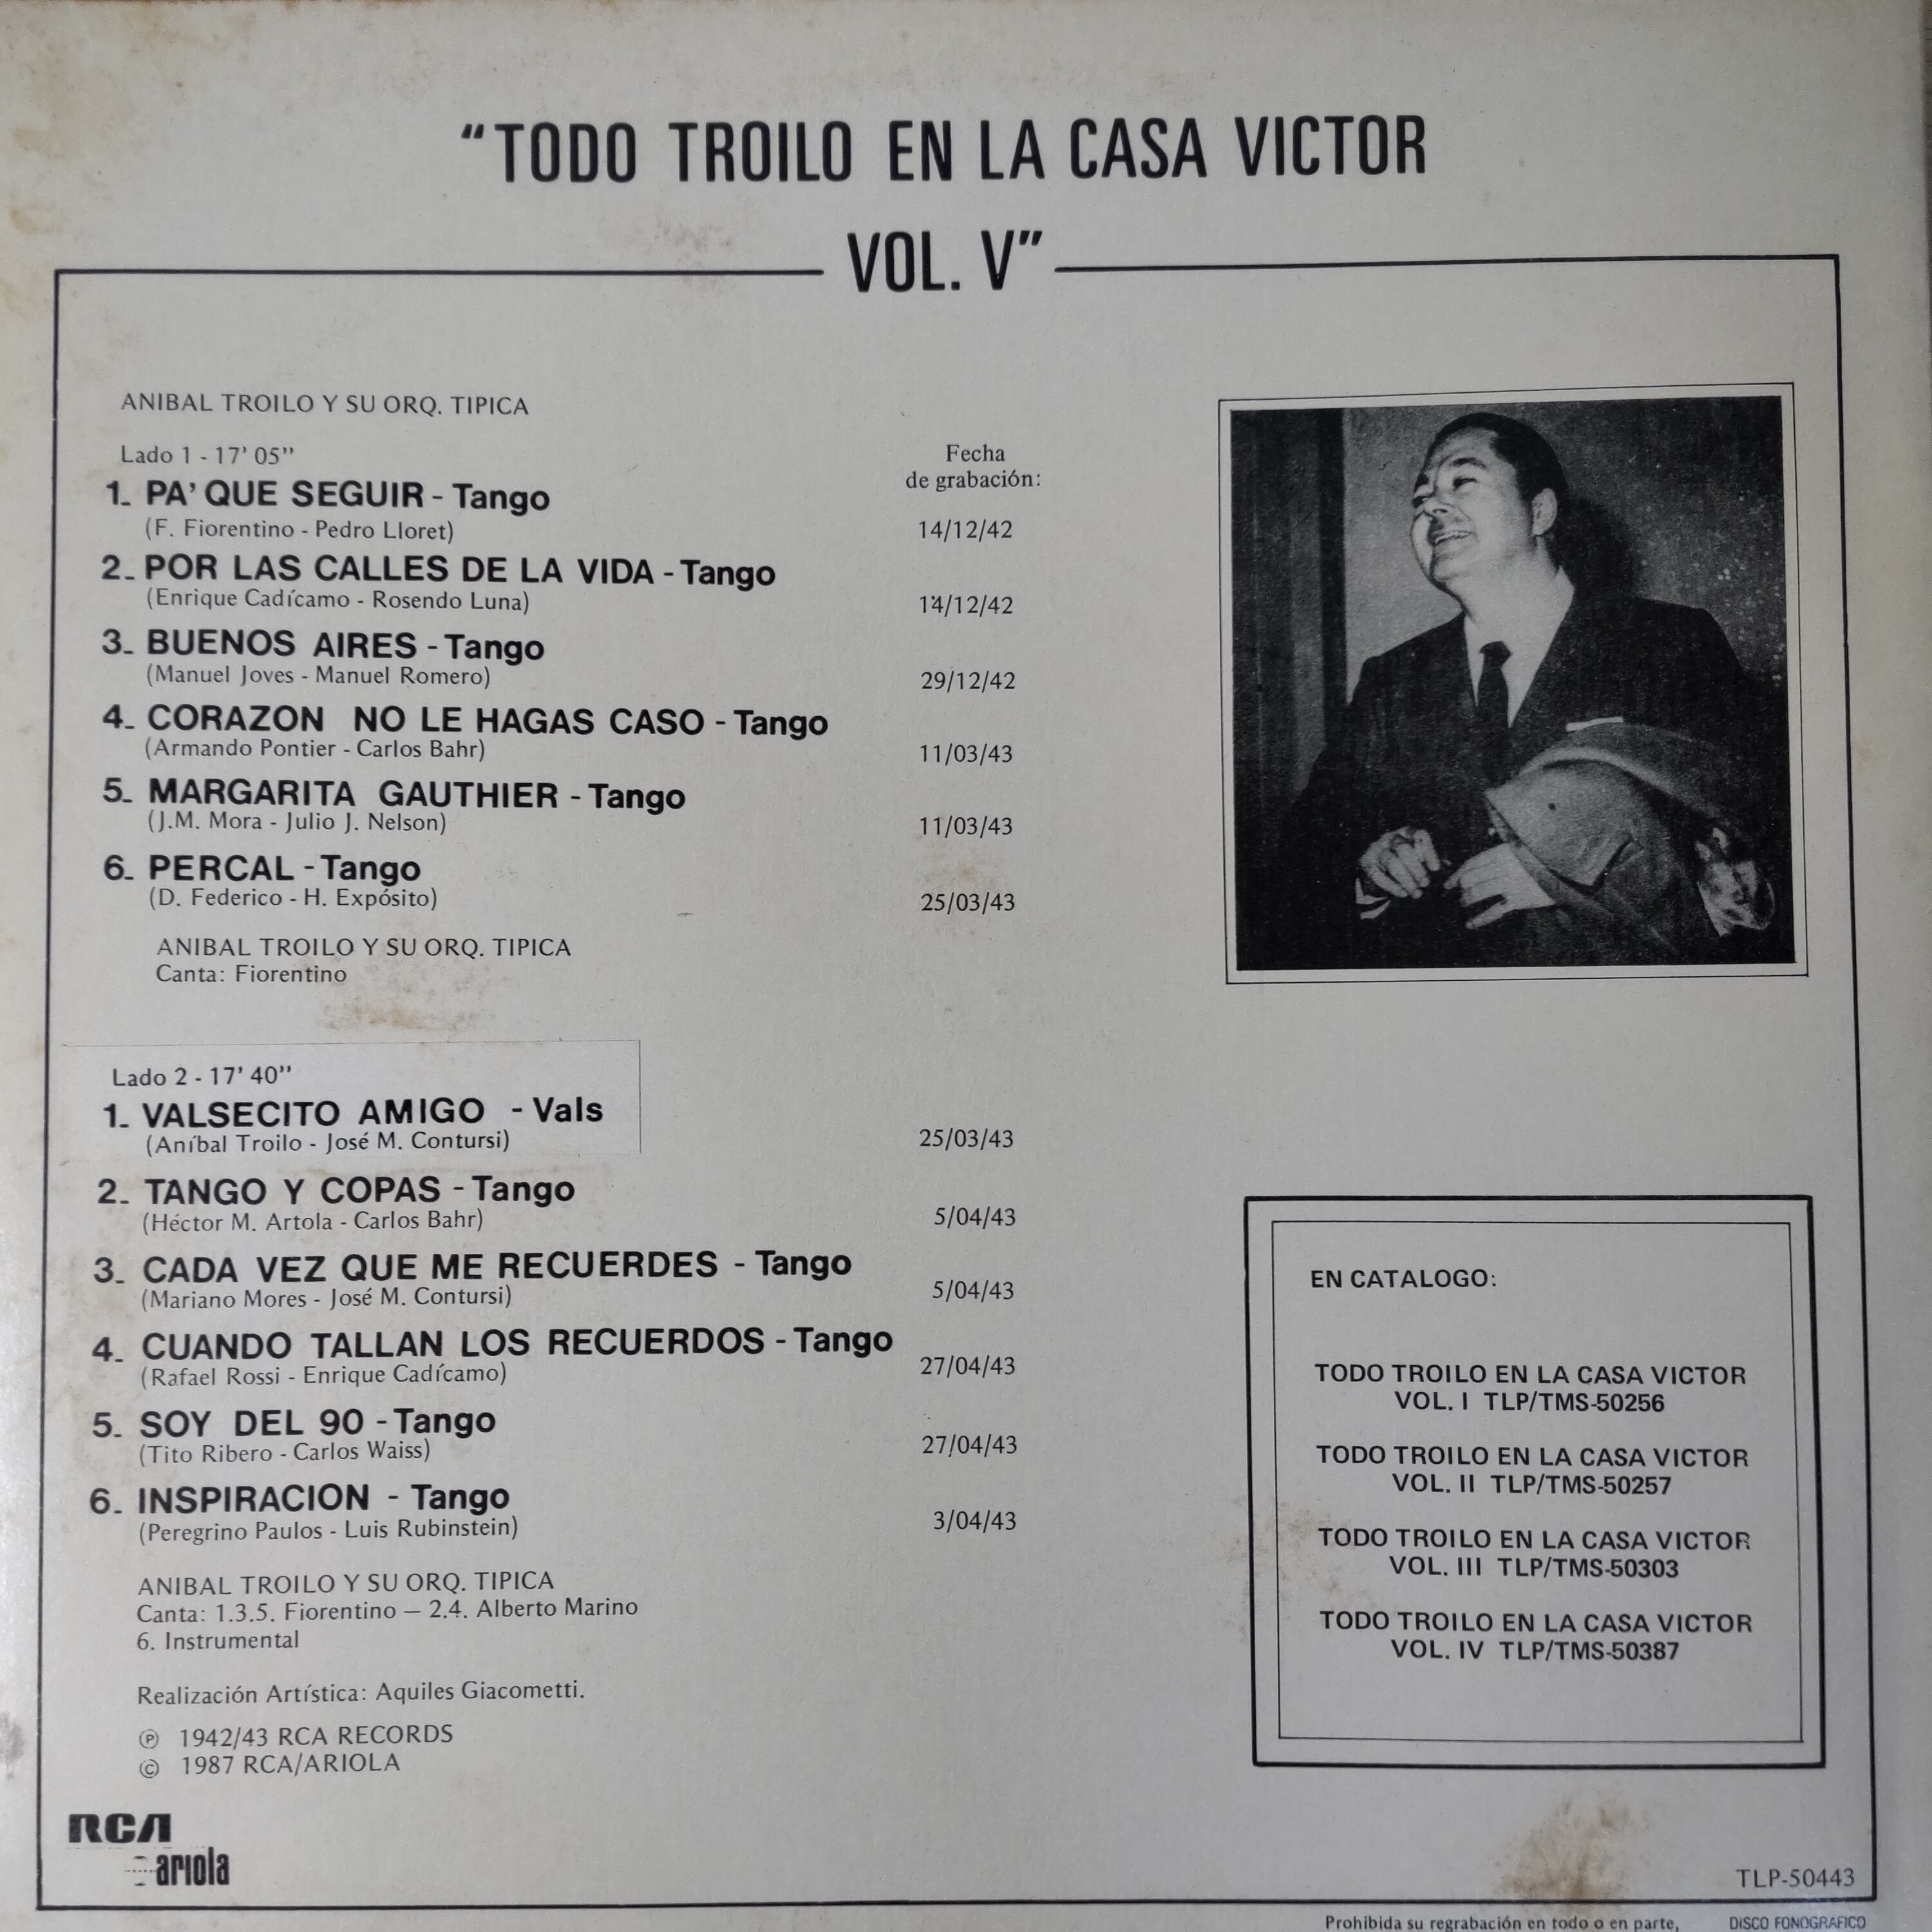 "TODO TROILO EN LA CASA VICTOR
VOL. V"
ANIBAL TROILO Y SU ORQ. TIPICA
Lado 1 - 17' 05''
Fecha
de grabación:
1_ PA' QUE SEGUIR - Tango
(F. Fiorentino - Pedro Lloret)
14/12/42
2_ POR LAS CALLES DE LA VIDA - Tango
(Enrique Cadícamo - Rosendo Luna)
14/12/42
3_ BUENOS AIRES - Tango
(Manuel Joves - Manuel Romero)
29/12/42
4_ CORAZON NO LE HAGAS CASO - Tango
(Armando Pontier - Carlos Bahr)
11/03/43
5_ MARGARITA GAUTHIER - Tango
(J.M. Mora - Julio J. Nelson)
11/03/43
6_ PERCAL - Tango
(D. Federico - H. Expósito)
25/03/43
ANIBAL TROILO Y SU ORQ. TIPICA
Canta: Fiorentino
Lado 2 - 17' 40''
1_ VALSECITO AMIGO - Vals
(Aníbal Troilo - José M. Contursi)
25/03/43
2_ TANGO Y COPAS - Tango
(Héctor M. Artola - Carlos Bahr)
5/04/43
3_ CADA VEZ QUE ME RECUERDES - Tango
(Mariano Mores - José M. Contursi)
5/04/43
4_ CUANDO TALLAN LOS RECUERDOS - Tango
(Rafael Rossi - Enrique Cadícamo)
27/04/43
5_ SOY DEL 90 - Tango
(Tito Ribero - Carlos Waiss)
27/04/43
6_ INSPIRACION - Tango
(Peregrino Paulos - Luis Rubinstein)
3/04/43
ANIBAL TROILO Y SU ORQ. TIPICA
Canta: 1.3.5. Fiorentino — 2.4. Alberto Marino
6. Instrumental
Realización Artística: Aquiles Giacometti.
℗ 1942/43 RCA RECORDS
© 1987 RCA/ARIOLA
RCA
ariola
EN CATALOGO:
TODO TROILO EN LA CASA VICTOR
VOL. I TLP/TMS-50256
TODO TROILO EN LA CASA VICTOR
VOL. II TLP/TMS-50257
TODO TROILO EN LA CASA VICTOR
VOL. III TLP/TMS-50303
TODO TROILO EN LA CASA VICTOR
VOL. IV TLP/TMS-50387
TLP-50443
Prohibida su regrabación en todo o en parte, DISCO FONOGRAFICO